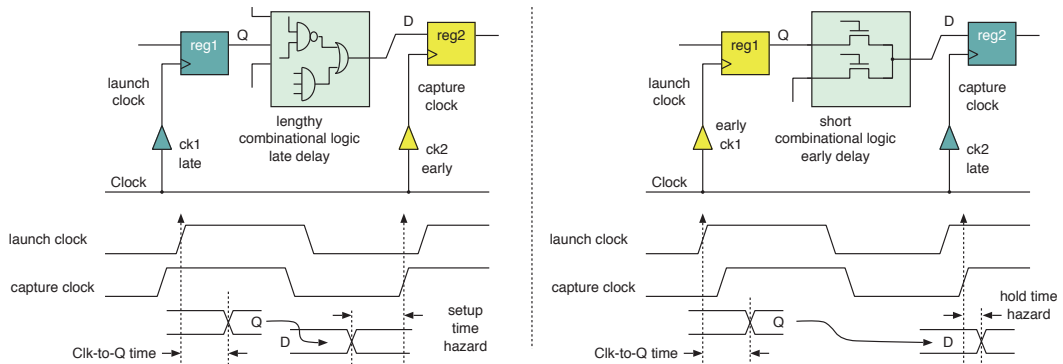 D
Q
reg1
reg2
launch
clock
capture
clock
lengthy
combinational logic
late delay
ck1
late
ck2
early
Clock
launch clock
capture clock
Q
D
setup
time
hazard
Clk-to-Q time
D
Q
reg1
reg2
launch
clock
capture
clock
early
ck1
short
combinational logic
early delay
ck2
late
Clock
launch clock
capture clock
hold time
hazard
Q
D
Clk-to-Q time